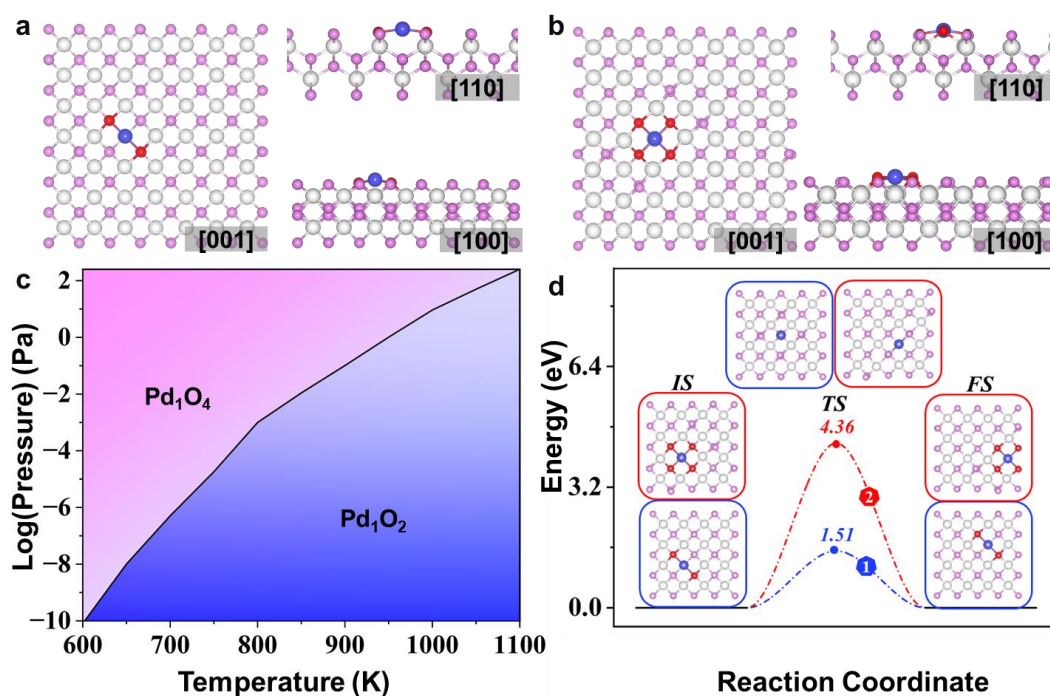 a
[110]
[001]
[100]
b
[110]
[001]
[100]
c
Log(Pressure) (Pa)
2
0
−2
−4
−6
−8
−10
Pd₁O₄
Pd₁O₂
600 700 800 900 1000 1100
Temperature (K)
d
Energy (eV)
6.4
3.2
0.0
IS
TS
FS
4.36
2
1.51
1
Reaction Coordinate